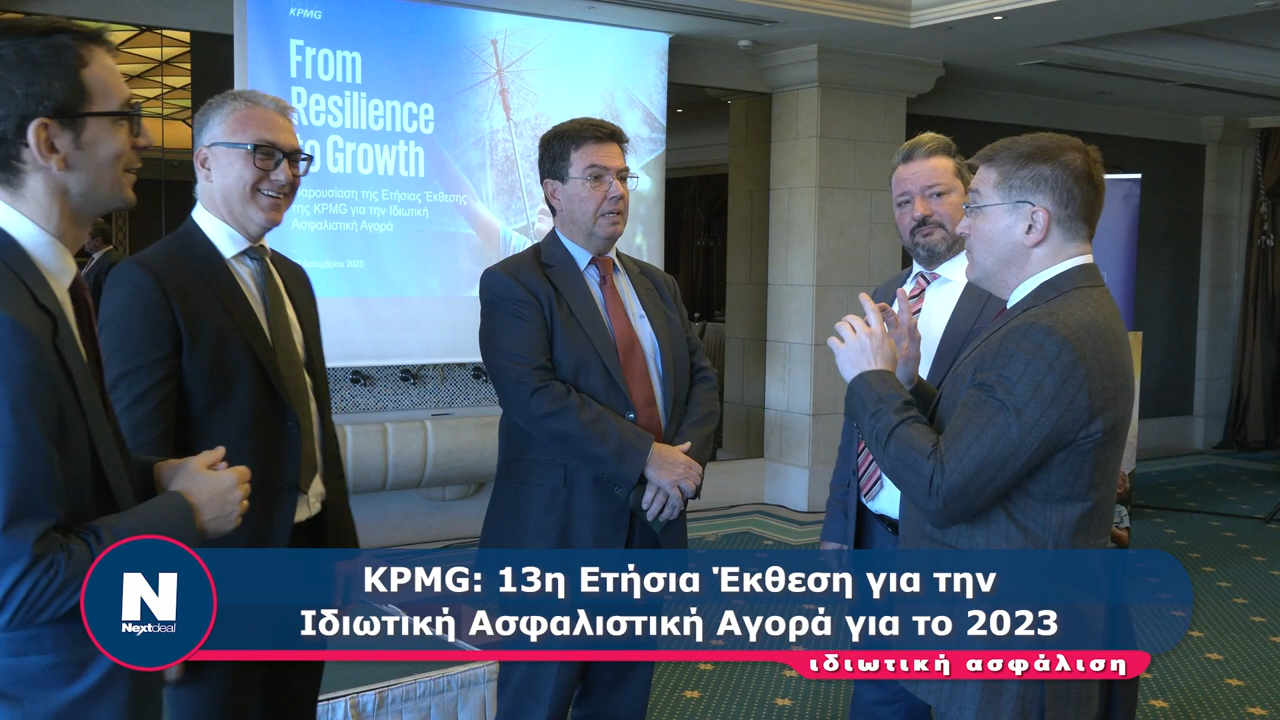 KPMG
From
Resilience
to Growth
Παρουσίαση της Ετήσιας Έκθεσης
της KPMG για την Ιδιωτική
Ασφαλιστική Αγορά
2023
N
Nextdeal
KPMG: 13η Ετήσια Έκθεση για την
Ιδιωτική Ασφαλιστική Αγορά για το 2023
ιδιωτική ασφάλιση